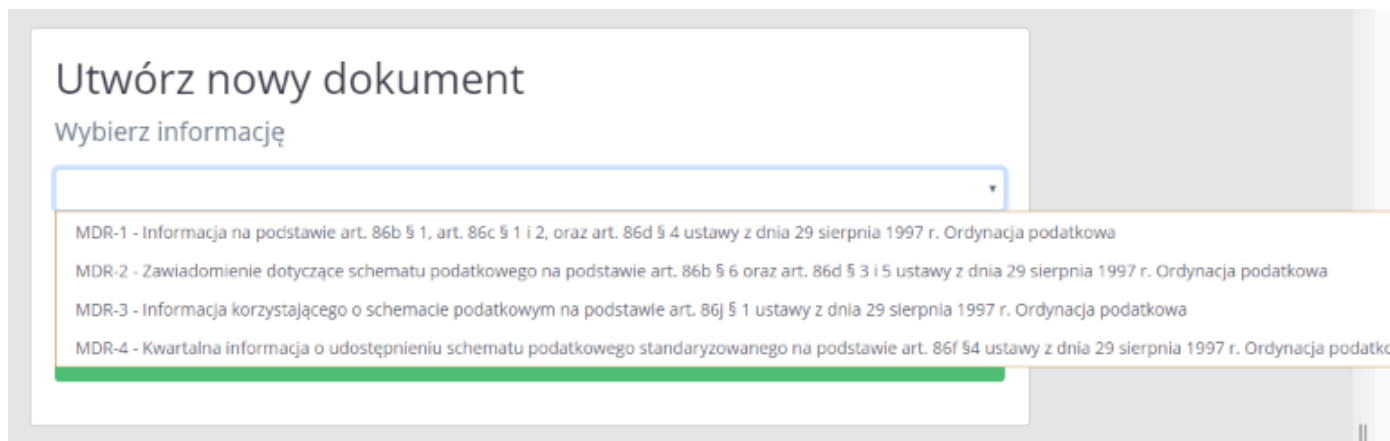 Utwórz nowy dokument
Wybierz informację
MDR-1 - Informacja na podstawie art. 86b § 1, art. 86c § 1 i 2, oraz art. 86d § 4 ustawy z dnia 29 sierpnia 1997 r. Ordynacja podatkowa
MDR-2 - Zawiadomienie dotyczące schematu podatkowego na podstawie art. 86b § 6 oraz art. 86d § 3 i 5 ustawy z dnia 29 sierpnia 1997 r. Ordynacja podatkowa
MDR-3 - Informacja korzystającego o schemacie podatkowym na podstawie art. 86j § 1 ustawy z dnia 29 sierpnia 1997 r. Ordynacja podatkowa
MDR-4 - Kwartalna informacja o udostępnieniu schematu podatkowego standaryzowanego na podstawie art. 86f §4 ustawy z dnia 29 sierpnia 1997 r. Ordynacja podatko